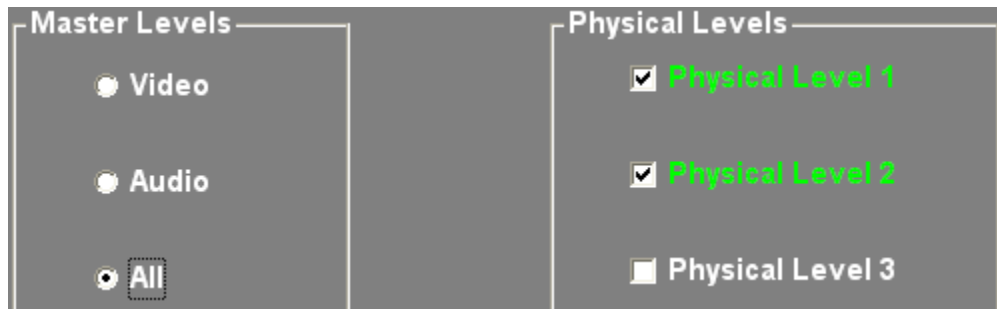 Master Levels
Video
Audio
All
Physical Levels
Physical Level 1
Physical Level 2
Physical Level 3